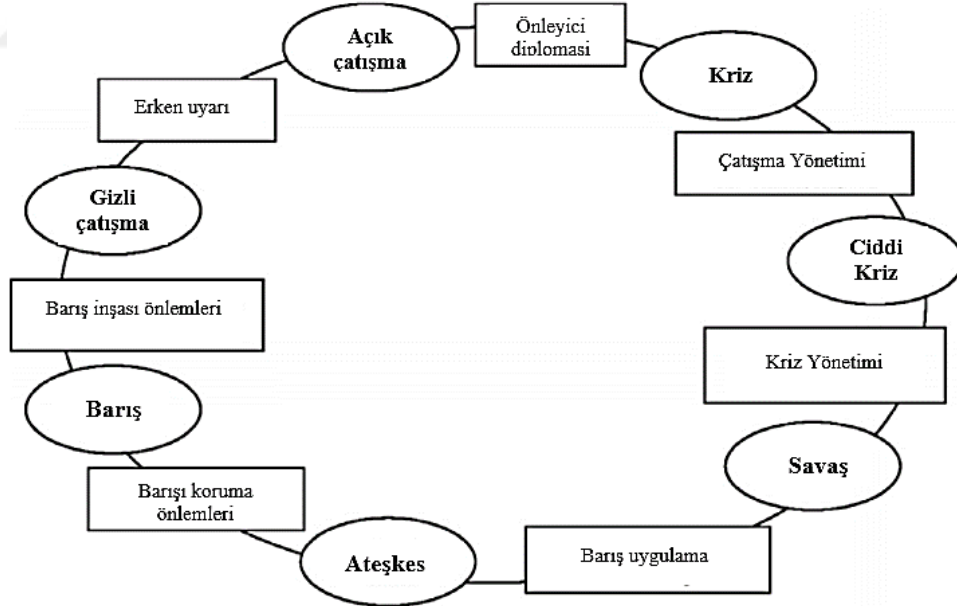 Açık
çatışma
Önleyici
diplomasi
Kriz
Erken uyarı
Çatışma Yönetimi
Gizli
çatışma
Ciddi
Kriz
Barış inşası önlemleri
Kriz Yönetimi
Barış
Savaş
Barışı koruma
önlemleri
Ateşkes
Barış uygulama